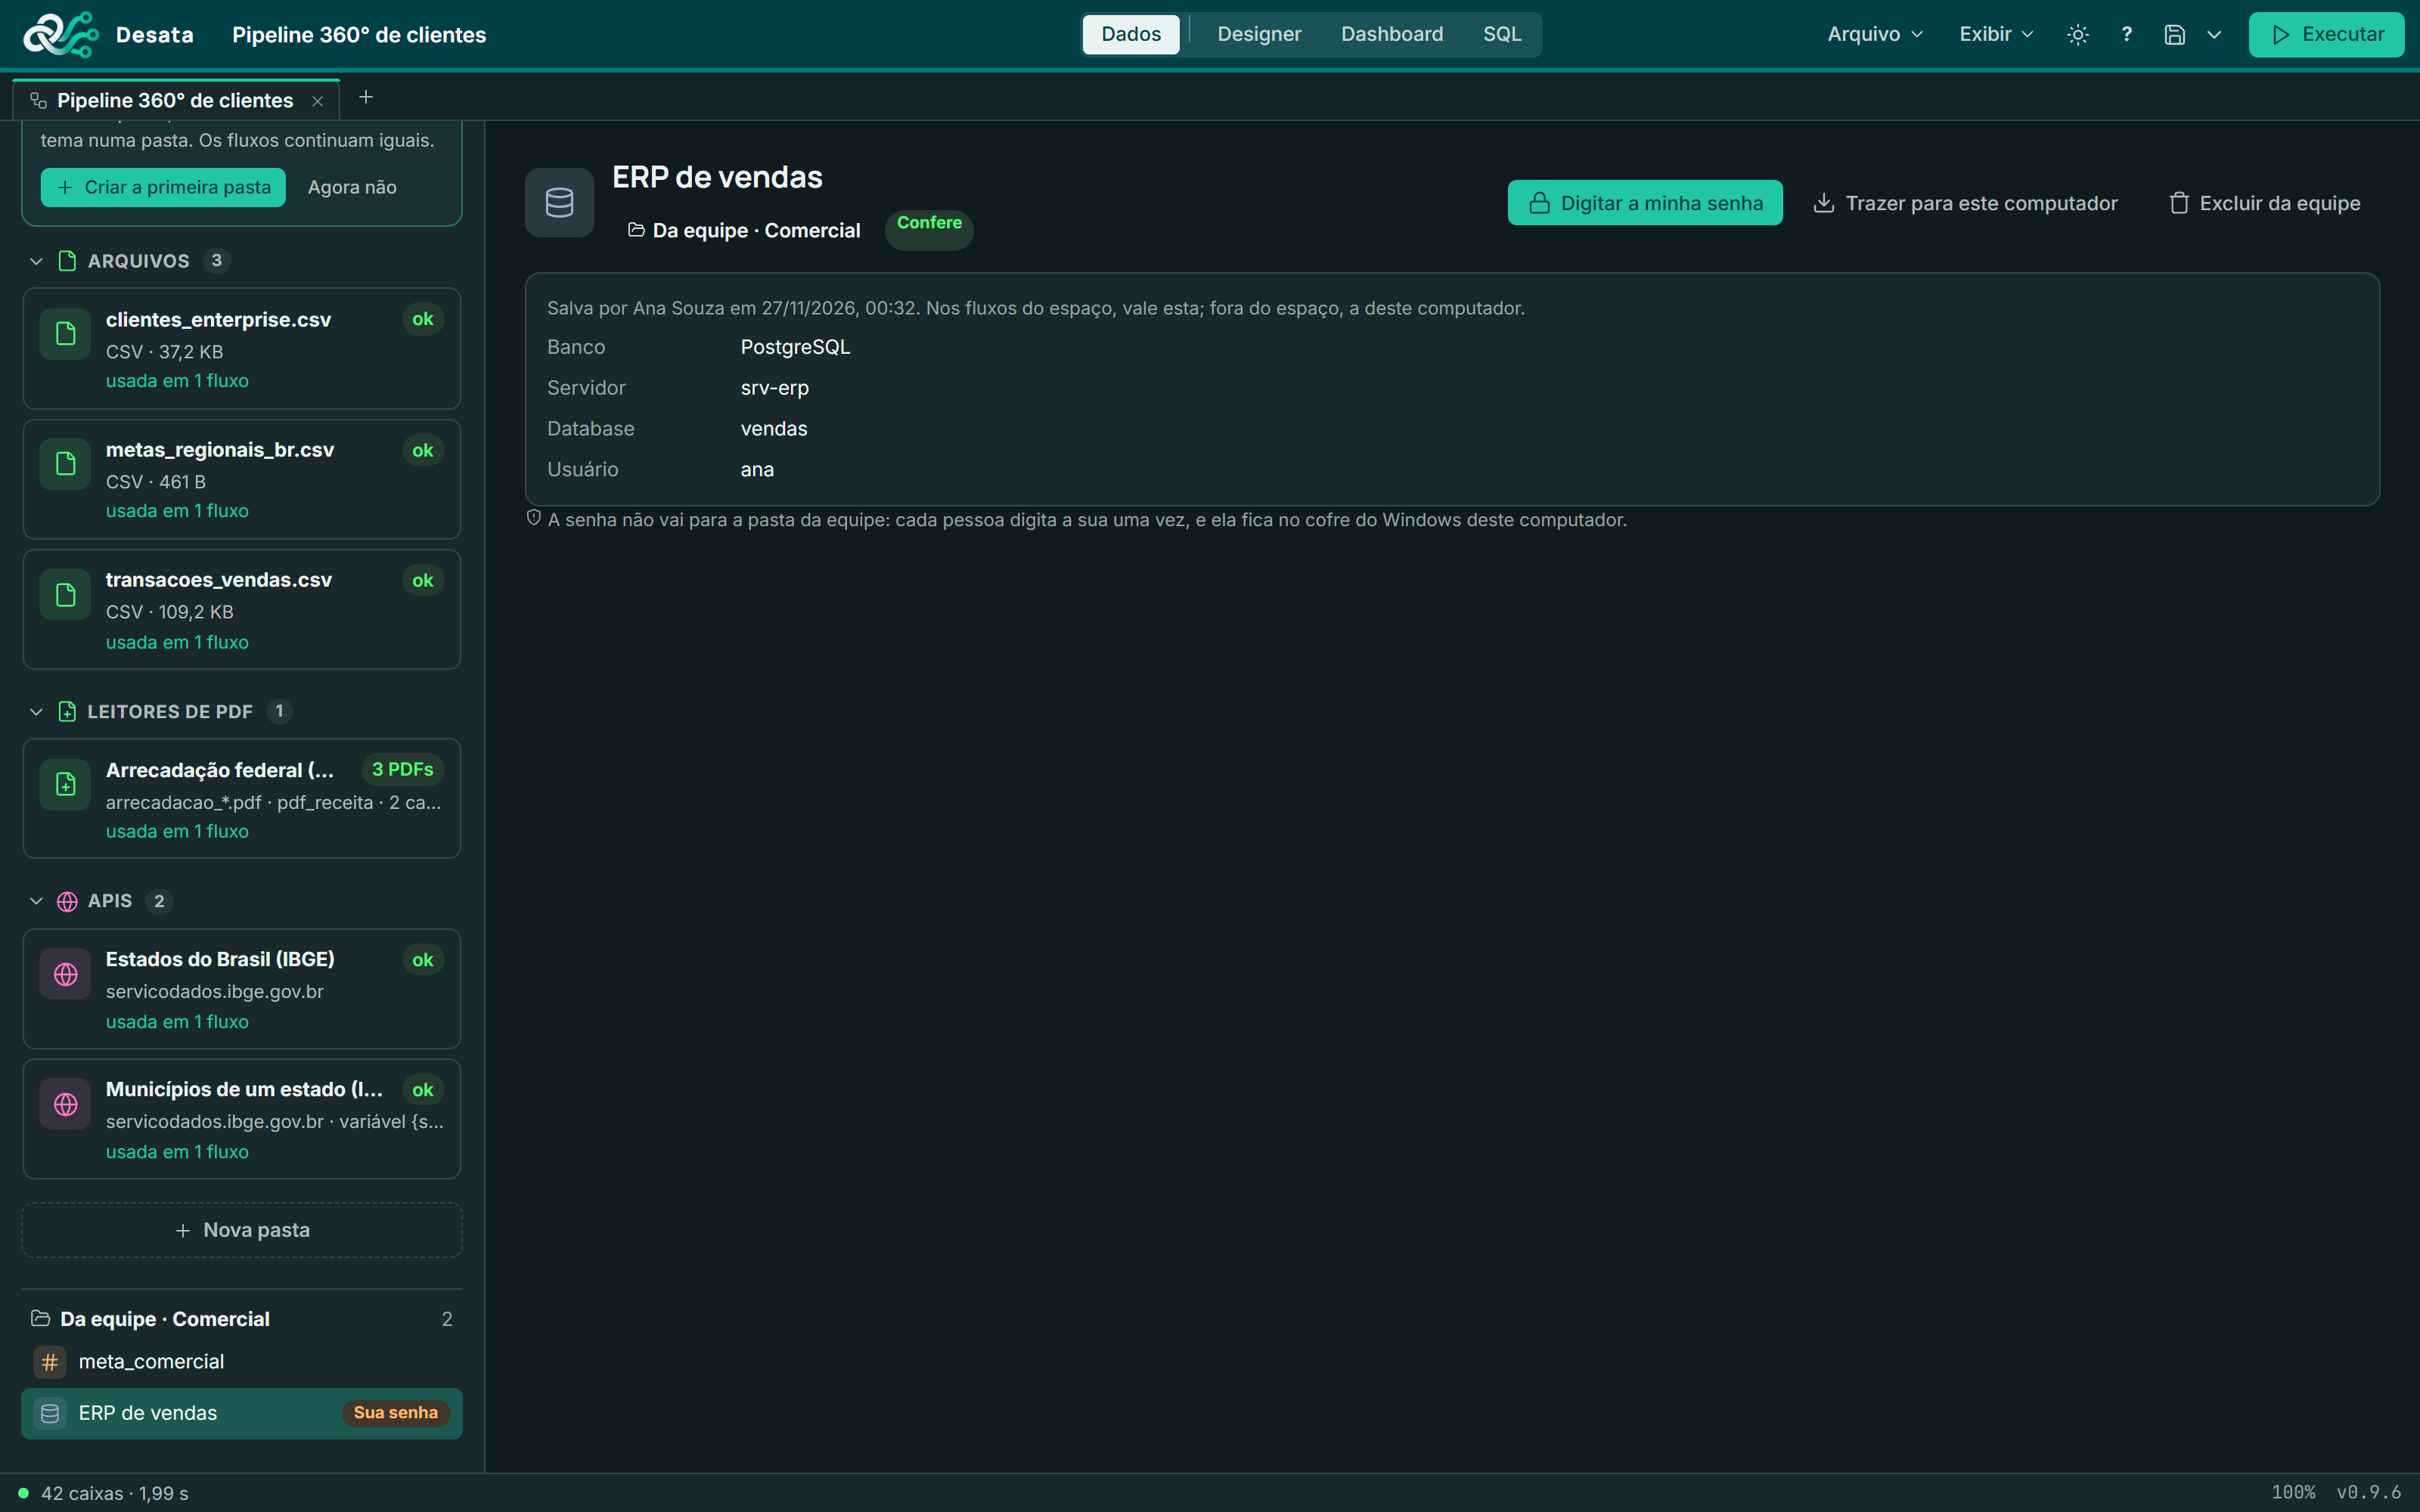 Desata
Pipeline 360° de clientes
Dados
Designer
Dashboard
SQL
Arquivo
Exibir
?
Executar
Pipeline 360° de clientes
tema numa pasta. Os fluxos continuam iguais.
Criar a primeira pasta
Agora não
ARQUIVOS 3
clientes_enterprise.csv ok
CSV · 37,2 KB
usada em 1 fluxo
metas_regionais_br.csv ok
CSV · 461 B
usada em 1 fluxo
transacoes_vendas.csv ok
CSV · 109,2 KB
usada em 1 fluxo
LEITORES DE PDF 1
Arrecadação federal (... 3 PDFs
arrecadacao_*.pdf · pdf_receita · 2 ca...
usada em 1 fluxo
APIS 2
Estados do Brasil (IBGE) ok
servicodados.ibge.gov.br
usada em 1 fluxo
Municípios de um estado (I... ok
servicodados.ibge.gov.br · variável {s...
usada em 1 fluxo
Nova pasta
Da equipe · Comercial 2
# meta_comercial
ERP de vendas Sua senha
ERP de vendas
Da equipe · Comercial Confere
Digitar a minha senha
Trazer para este computador
Excluir da equipe
Salva por Ana Souza em 27/11/2026, 00:32. Nos fluxos do espaço, vale esta; fora do espaço, a deste computador.
Banco PostgreSQL
Servidor srv-erp
Database vendas
Usuário ana
A senha não vai para a pasta da equipe: cada pessoa digita a sua uma vez, e ela fica no cofre do Windows deste computador.
42 caixas · 1,99 s
100% v0.9.6